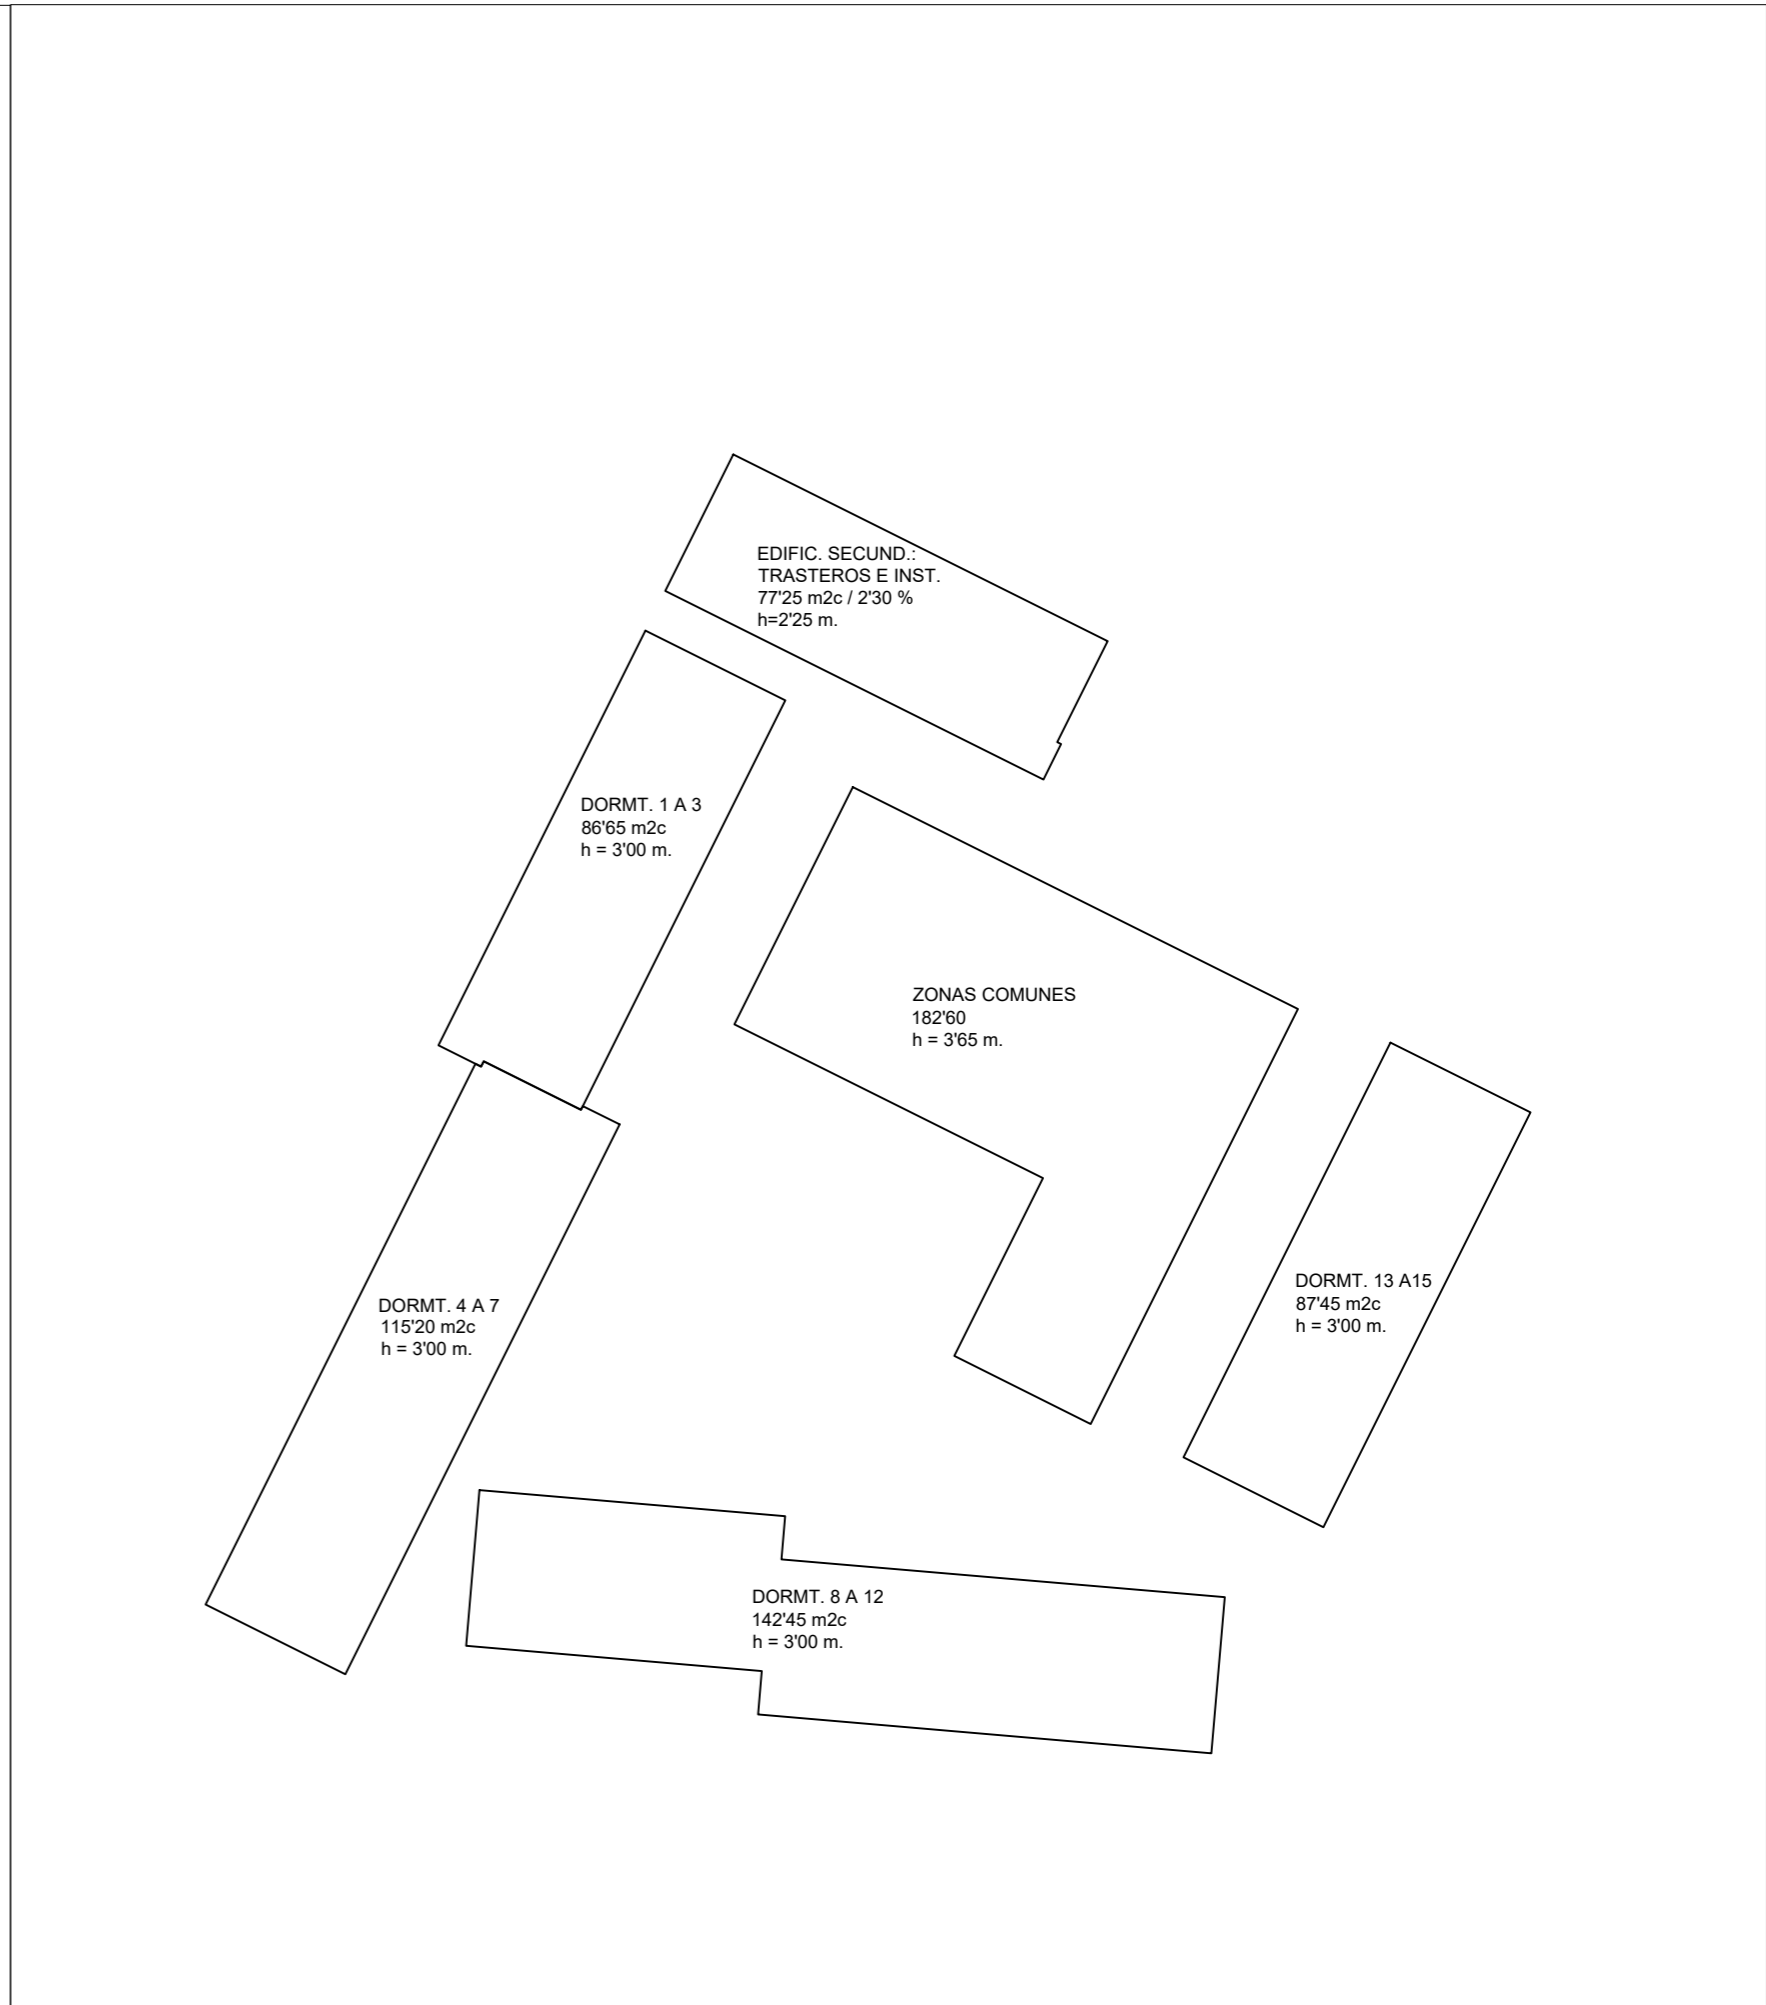 EDIFIC. SECUND.:
TRASTEROS E INST.
77'25 m2c / 2'30 %
h=2'25 m.
DORMT. 1 A 3
86'65 m2c
h = 3'00 m.
ZONAS COMUNES
182'60
h = 3'65 m.
DORMT. 13 A15
87'45 m2c
h = 3'00 m.
DORMT. 4 A 7
115'20 m2c
h = 3'00 m.
DORMT. 8 A 12
142'45 m2c
h = 3'00 m.